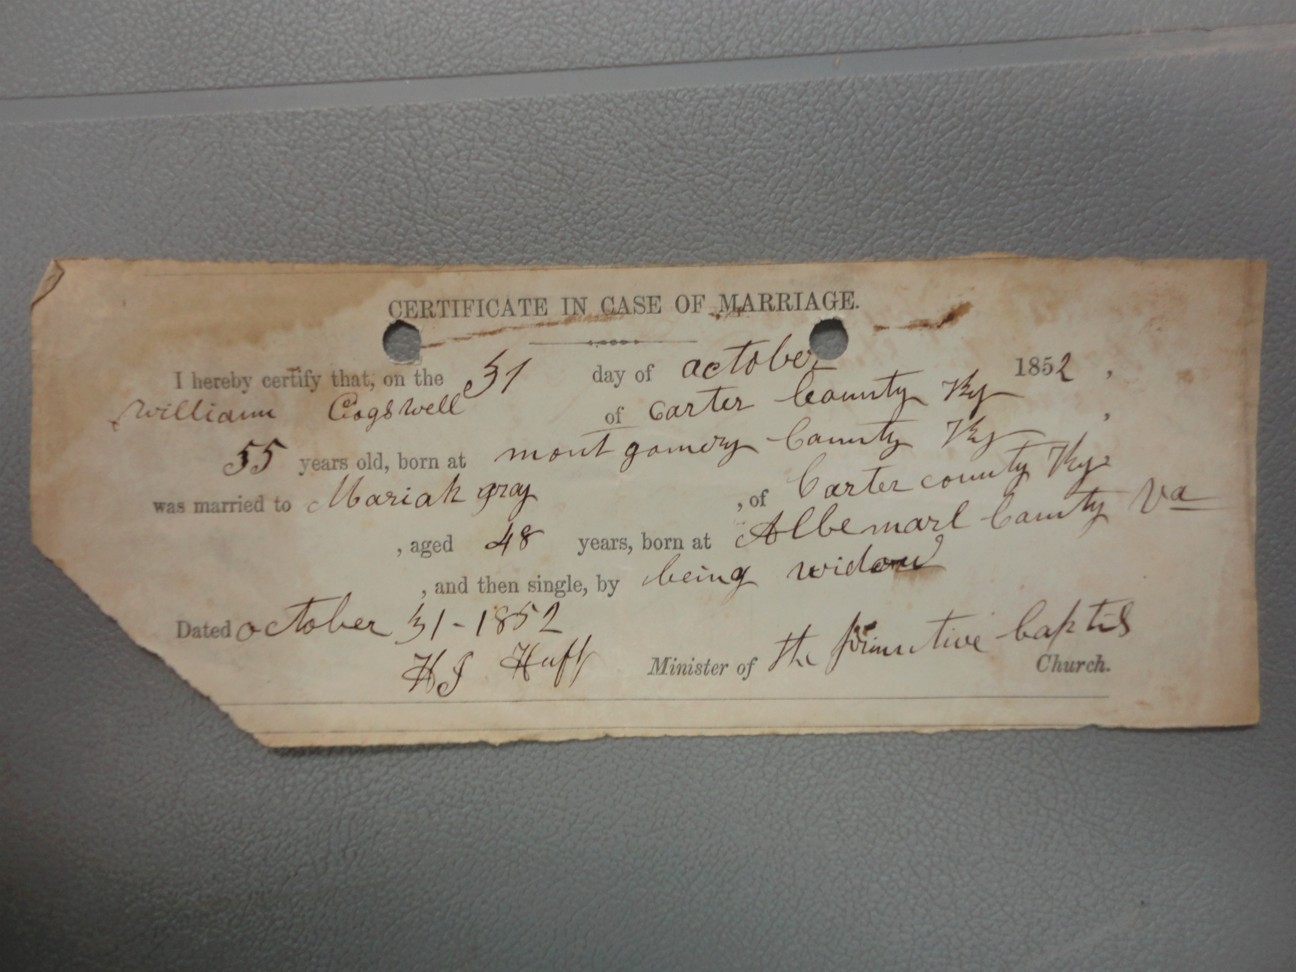 CERTIFICATE IN CASE OF MARRIAGE.
I hereby certify that, on the 31 day of october 1852,
William Cogswell of Carter County Ky,
55 years old, born at montgomery County Ky
was married to Mariah gray, of Carter county Ky
, aged 48 years, born at Albemarl County Va
, and then single, by being widow
Dated october 31-1852
H J Huff Minister of the primitive baptis Church.